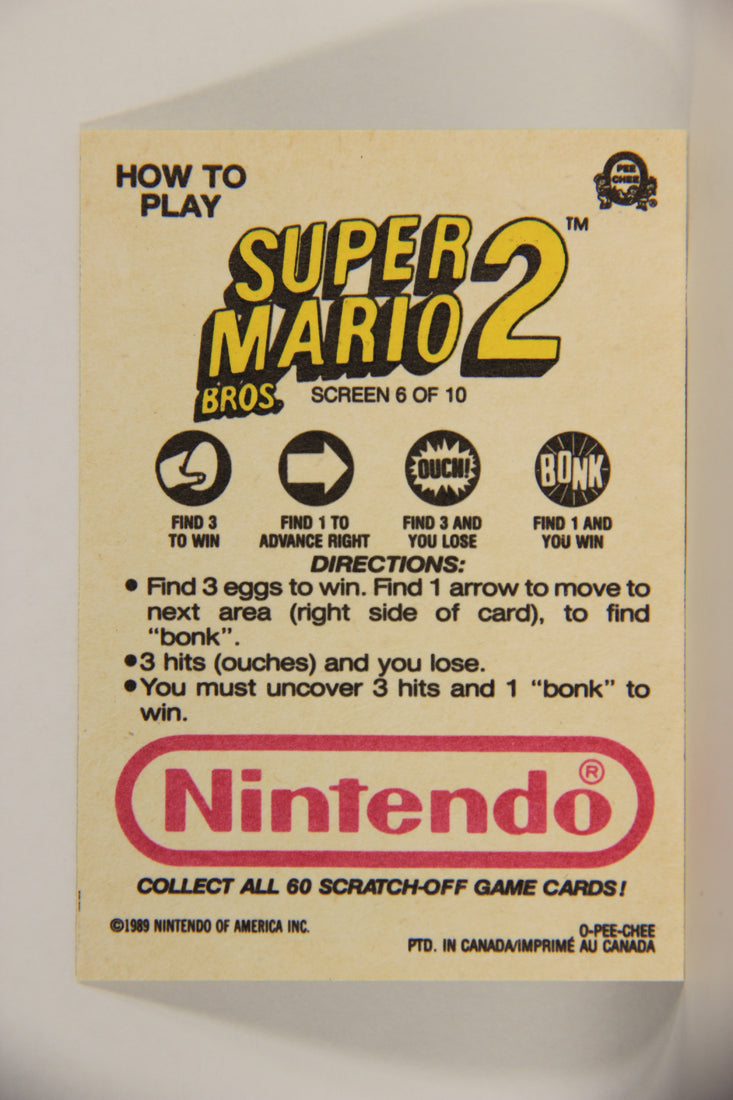 HOW TO
PLAY
PEE
CHEE
®
SUPER
MARIO
BROS.
2™
SCREEN 6 OF 10
OUCH!
BONK
FIND 3
TO WIN
FIND 1 TO
ADVANCE RIGHT
FIND 3 AND
YOU LOSE
FIND 1 AND
YOU WIN
DIRECTIONS:
● Find 3 eggs to win. Find 1 arrow to move to
next area (right side of card), to find
“bonk”.
●3 hits (ouches) and you lose.
●You must uncover 3 hits and 1 “bonk” to
win.
Nintendo®
COLLECT ALL 60 SCRATCH-OFF GAME CARDS!
©1989 NINTENDO OF AMERICA INC.
O-PEE-CHEE
PTD. IN CANADA/IMPRIMÉ AU CANADA